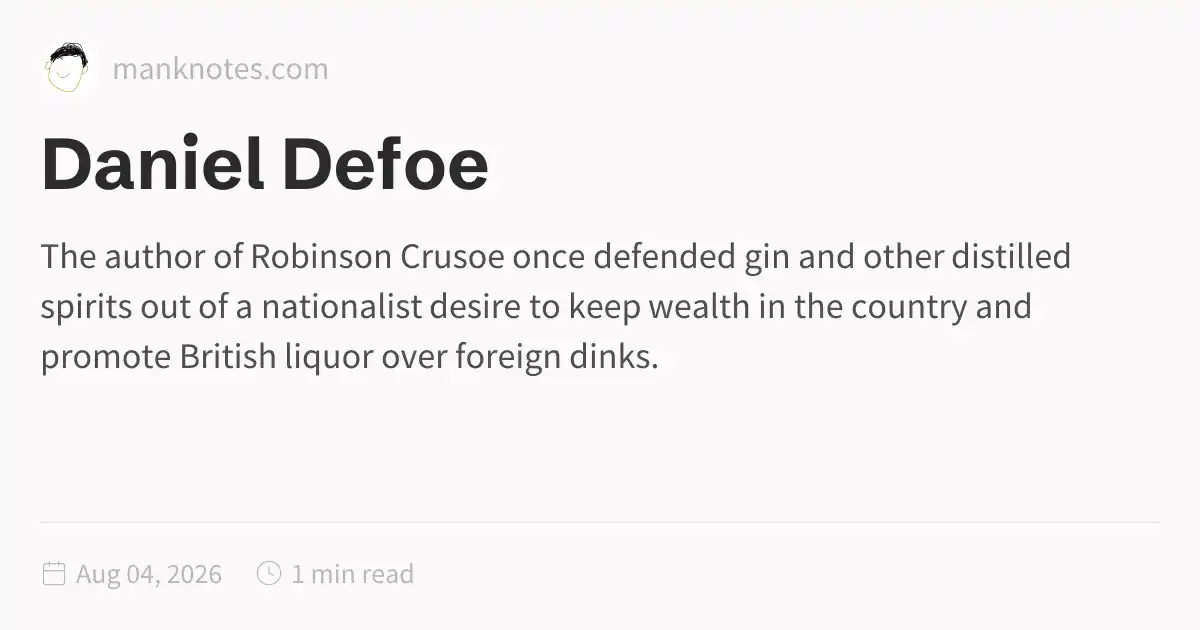 manknotes.com
Daniel Defoe
The author of Robinson Crusoe once defended gin and other distilled
spirits out of a nationalist desire to keep wealth in the country and
promote British liquor over foreign dinks.
Aug 04, 2026 1 min read